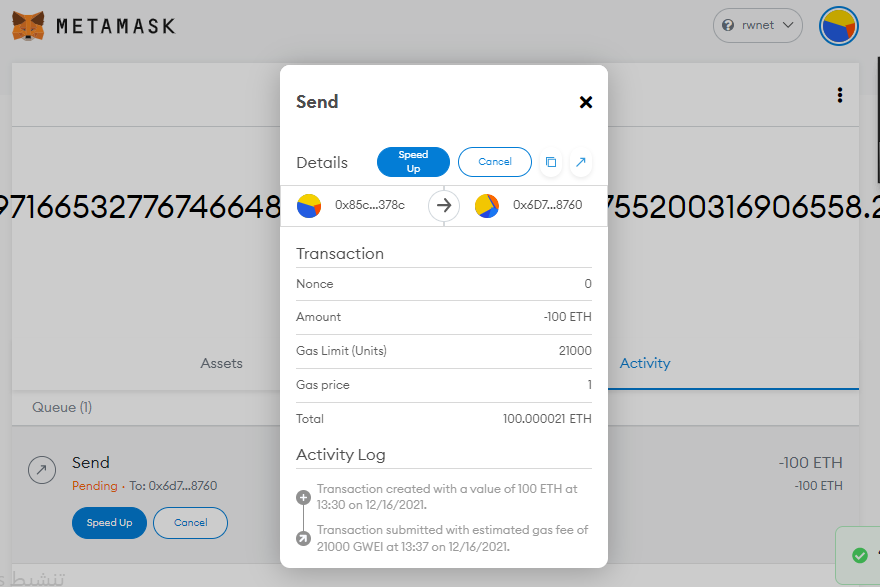 METAMASK
rwnet
97166532776746648
755200316906558.2
Send
Details
Speed Up
Cancel
0x85c...378c
0x6D7...8760
Transaction
Nonce 0
Amount -100 ETH
Gas Limit (Units) 21000
Gas price 1
Total 100.000021 ETH
Activity Log
Transaction created with a value of 100 ETH at
13:30 on 12/16/2021.
Transaction submitted with estimated gas fee of
21000 GWEI at 13:37 on 12/16/2021.
Assets
Activity
Queue (1)
Send
-100 ETH
Pending · To: 0x6d7...8760
-100 ETH
Speed Up
Cancel
تنشيط